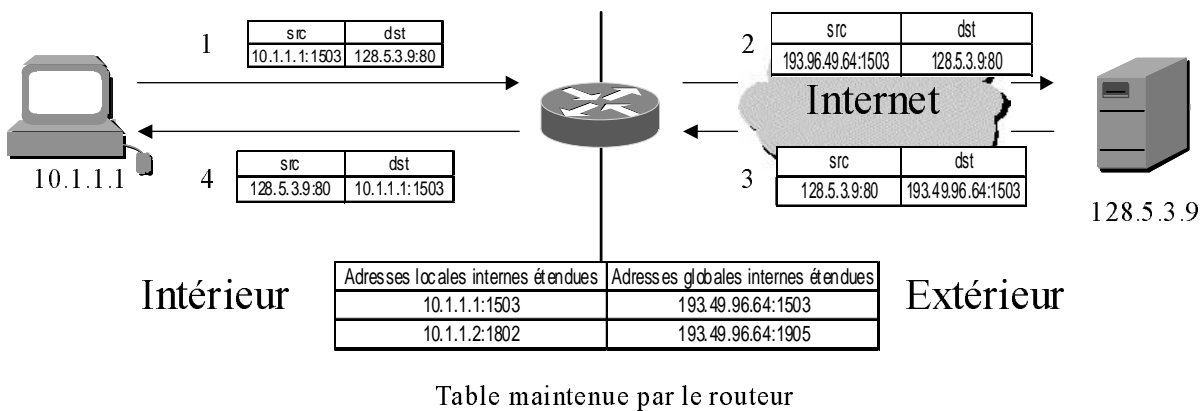 1
src dst
10.1.1.1:1503 128.5.3.9:80
2
src dst
193.96.49.64:1503 128.5.3.9:80
Internet
10.1.1.1
4
src dst
128.5.3.9:80 10.1.1.1:1503
3
src dst
128.5.3.9:80 193.49.96.64:1503
128.5.3.9
Intérieur
Adresses locales internes étendues Adresses globales internes étendues
10.1.1.1:1503 193.49.96.64:1503
10.1.1.2:1802 193.49.96.64:1905
Extérieur
Table maintenue par le routeur